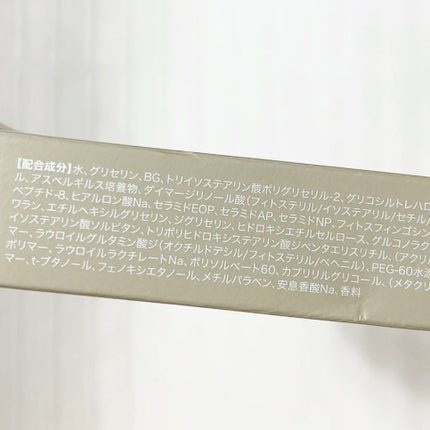 【配合成分】水、グリセリン、BG、トリイソステアリン酸ポリグリセリル-2、グリコシルトレハロ
ル、アスペルギルス培養物、ダイマージリノール酸(フィトステリル/イソステアリル/セチル/
ペプチド-8、ヒアルロン酸Na、セラミドEOP、セラミドAP、セラミドNP、フィトスフィンゴシ
ワラン、エチルヘキシルグリセリン、ジグリセリン、ヒドロキシエチルセルロース、グルコノラク
イソステアリン酸ソルビタン、トリポリヒドロキシステアリン酸ジペンタエリスリチル、(アクリ
マー、ラウロイルグルタミン酸ジ(オクチルドデシル/フィトステリル/ベヘニル)、PEG-60水添
ポリマー、ラウロイルラクチレートNa、ポリソルベート60、カプリリルグリコール、(メタクリ
マー、t-ブタノール、フェノキシエタノール、メチルパラベン、安息香酸Na、香料